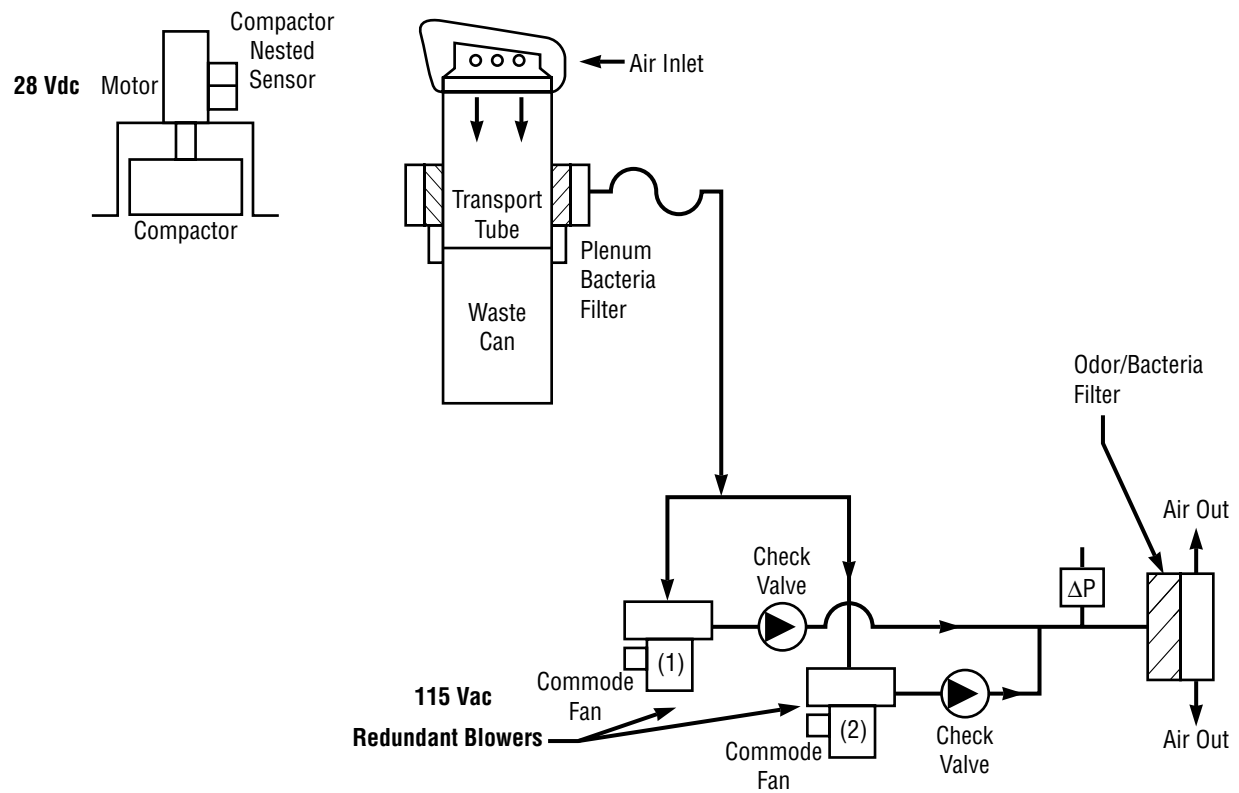 Compactor
Nested
Sensor
28 Vdc
Motor
Compactor
Air Inlet
Transport
Tube
Plenum
Bacteria
Filter
Waste
Can
Odor/Bacteria
Filter
Air Out
Check
Valve
ΔP
(1)
Commode
Fan
115 Vac
Redundant Blowers
(2)
Commode
Fan
Check
Valve
Air Out